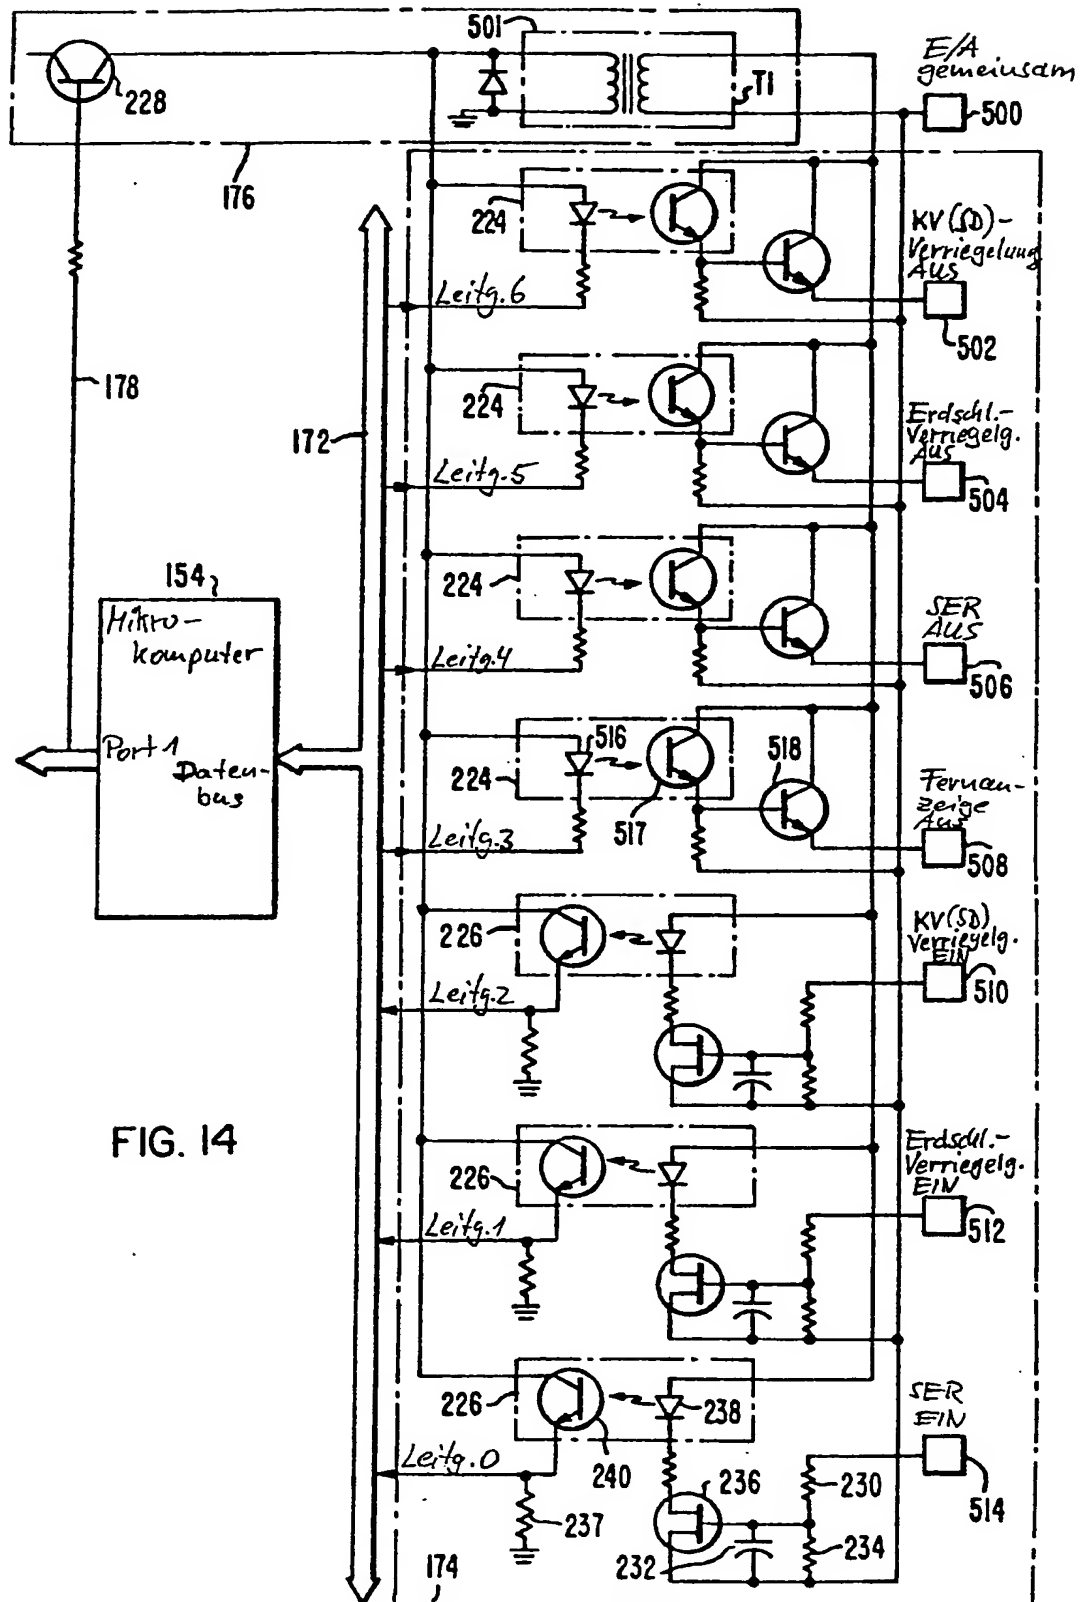 501
E/A
gemeinsam
228
T1
500
176
224
KV(SD)-
Verriegelung
AUS
Leitg.6
502
178
224
Erdschl.-
Verriegelg.
AUS
172
Leitg.5
504
154
224
SER
AUS
Mikro-
komputer
Leitg.4
506
Port 1
Daten-
bus
516
518
224
517
Fernan-
zeige
Aus
Leitg.3
508
226
KV(SD)
Verriegelg.
EIN
510
Leitg.2
FIG. 14
226
Erdschl.-
Verriegelg.
EIN
512
Leitg.1
226
238
SER
EIN
Leitg.0
240
236
230
514
237
232
234
174